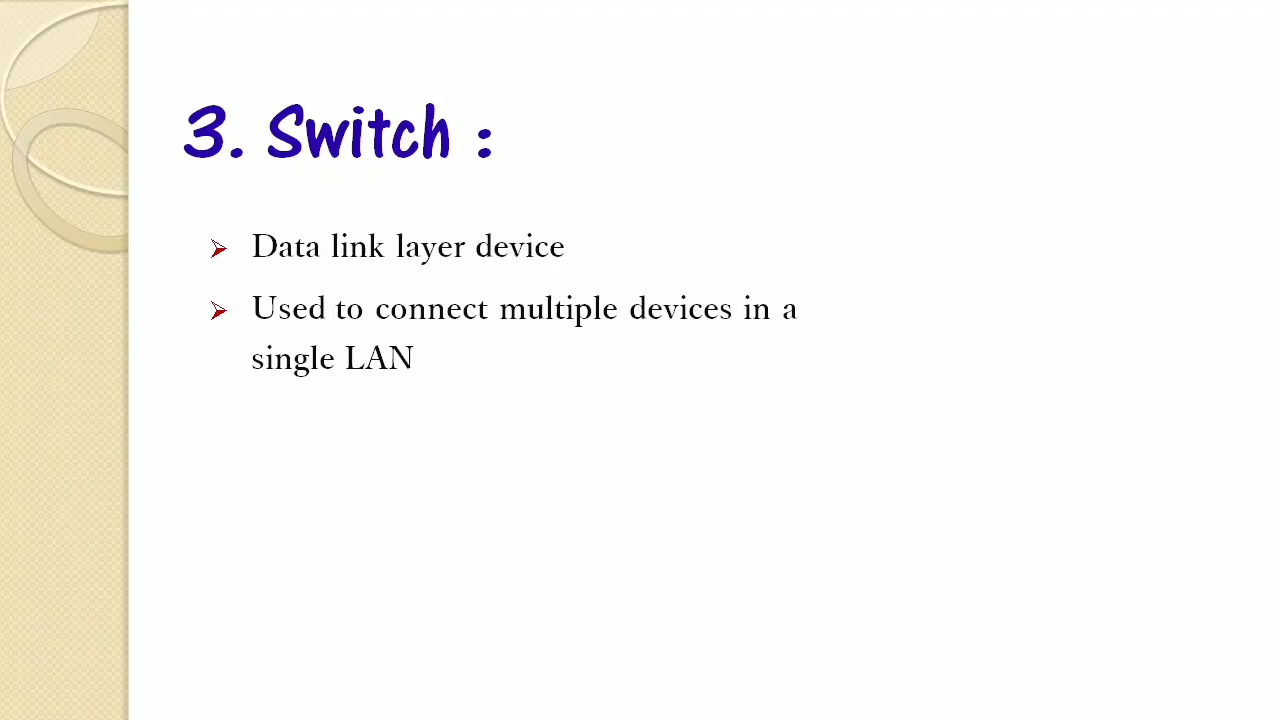 3. Switch :
Data link layer device
Used to connect multiple devices in a
single LAN